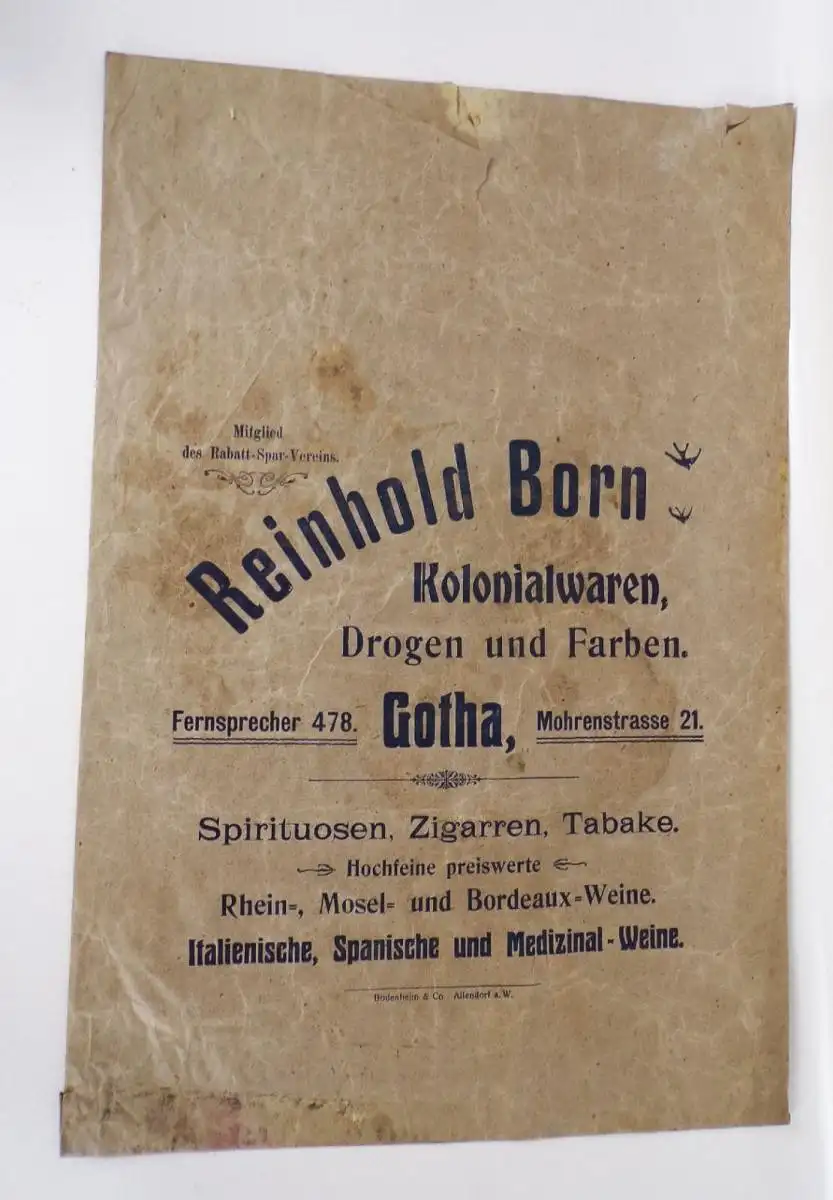 Mitglied
des Rabatt-Spar-Vereins.
Reinhold Born
Kolonialwaren,
Drogen und Farben.
Fernsprecher 478. Gotha, Mohrenstrasse 21.
Spirituosen, Zigarren, Tabake.
Hochfeine preiswerte
Rhein=, Mosel= und Bordeaux=Weine.
Italienische, Spanische und Medizinal-Weine.
Bodenheim & Co Allendorf a. W.